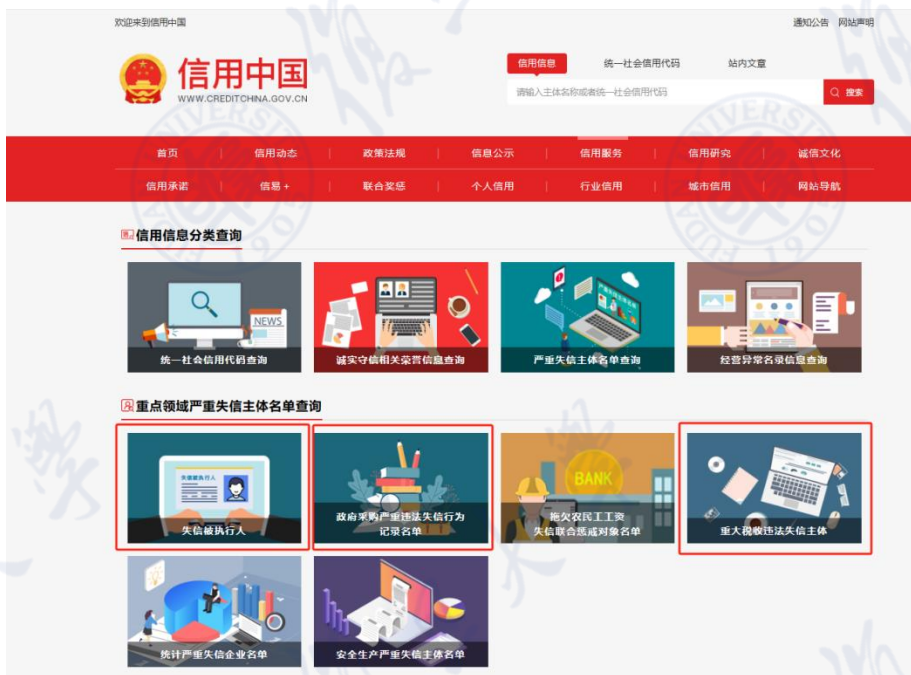 欢迎来到信用中国
通知公告 网站声明
信用中国
WWW.CREDITCHINA.GOV.CN
信用信息 统一社会信用代码 站内文章
请输入主体名称或者统一社会信用代码 搜索
首页 信用动态 政策法规 信息公示 信用服务 信用研究 诚信文化
信用承诺 信易+ 联合奖惩 个人信用 行业信用 城市信用 网站导航
信用信息分类查询
NEWS
统一社会信用代码查询 诚实守信相关荣誉信息查询 严重失信主体名单查询 经营异常名录信息查询
重点领域严重失信主体名单查询
失信被执行人
BANK
失信被执行人
政府采购严重违法失信行为
记录名单
拖欠农民工工资
失信联合惩戒对象名单
重大税收违法失信主体
统计严重失信企业名单 安全生产严重失信主体名单